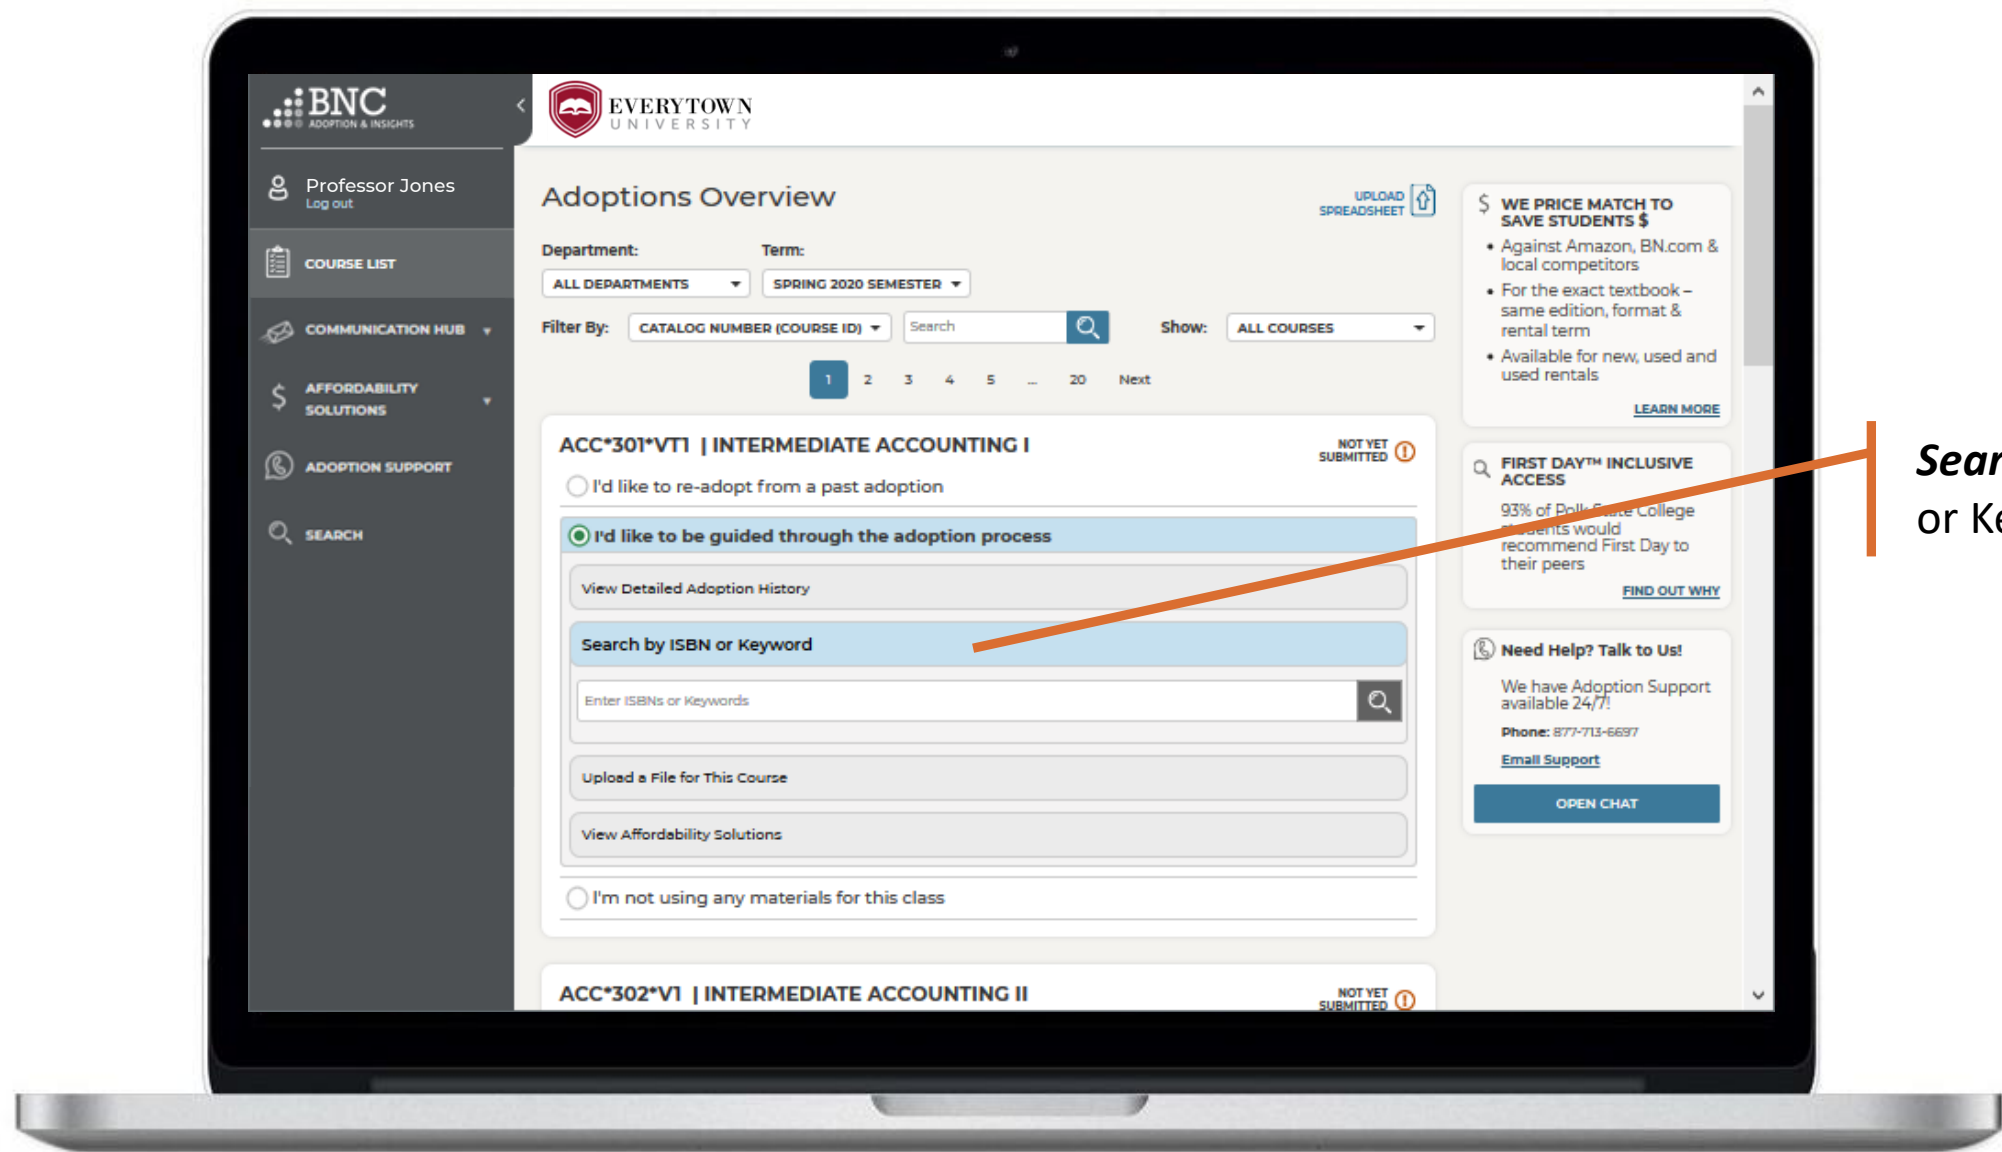 BNC
ADOPTION & INSIGHTS
EVERYTOWN
UNIVERSITY
Professor Jones
Log out
COURSE LIST
COMMUNICATION HUB
AFFORDABILITY
SOLUTIONS
ADOPTION SUPPORT
SEARCH
Adoptions Overview
UPLOAD
SPREADSHEET
Department:
Term:
ALL DEPARTMENTS
SPRING 2020 SEMESTER
Filter By:
CATALOG NUMBER (COURSE ID)
Search
Show:
ALL COURSES
1 2 3 4 5 ... 20 Next
ACC*301*VT1 | INTERMEDIATE ACCOUNTING I
NOT YET
SUBMITTED
I'd like to re-adopt from a past adoption
I'd like to be guided through the adoption process
View Detailed Adoption History
Search by ISBN or Keyword
Enter ISBNs or Keywords
Upload a File for This Course
View Affordability Solutions
I'm not using any materials for this class
ACC*302*V1 | INTERMEDIATE ACCOUNTING II
NOT YET
SUBMITTED
$ WE PRICE MATCH TO
SAVE STUDENTS $
• Against Amazon, BN.com &
local competitors
• For the exact textbook –
same edition, format &
rental term
• Available for new, used and
used rentals
LEARN MORE
FIRST DAY™ INCLUSIVE
ACCESS
93% of Polk State College
students would
recommend First Day to
their peers
FIND OUT WHY
Need Help? Talk to Us!
We have Adoption Support
available 24/7!
Phone: 877-713-6697
Email Support
OPEN CHAT
or